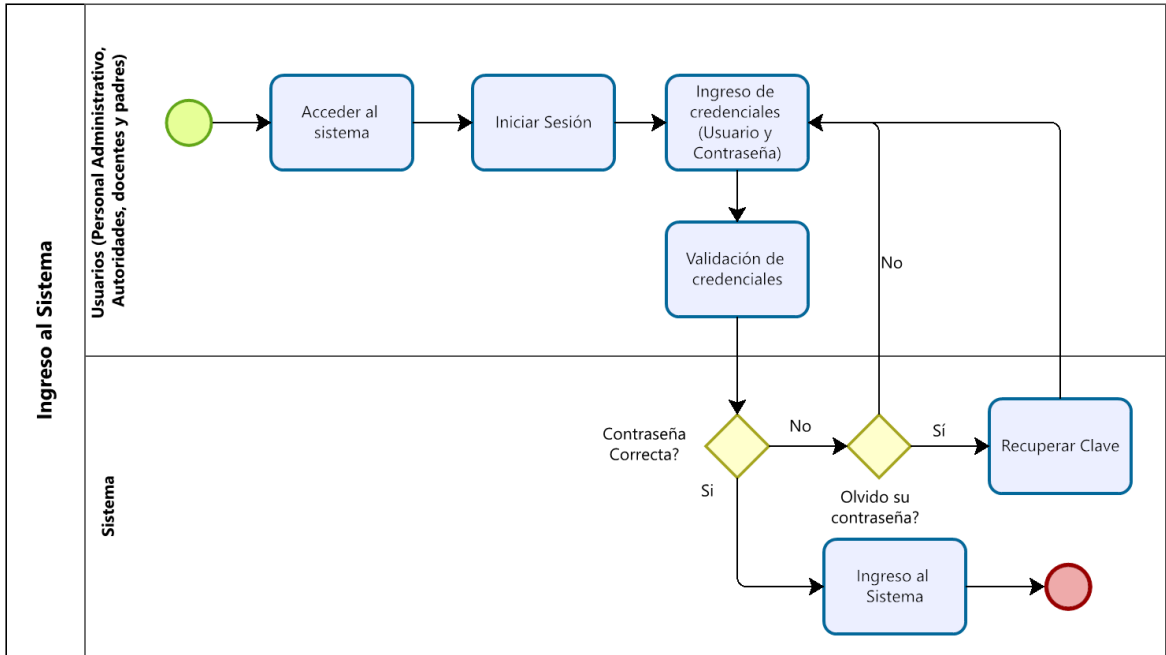 Ingreso al Sistema
Usuarios (Personal Administrativo,
Autoridades, docentes y padres)
Acceder al
sistema
Iniciar Sesión
Ingreso de
credenciales
(Usuario y
Contraseña)
Validación de
credenciales
No
Sistema
Contraseña
Correcta?
No
Si
Olvido su
contraseña?
Sí
Recuperar Clave
Ingreso al
Sistema